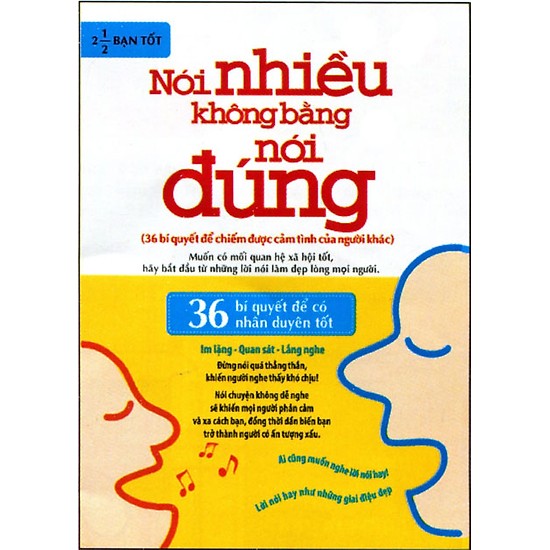 2 1/2 BẠN TỐT
Nói nhiều
không bằng
nói
đúng
(36 bí quyết để chiếm được cảm tình của người khác)
Muốn có mối quan hệ xã hội tốt,
hãy bắt đầu từ những lời nói làm đẹp lòng mọi người.
36 bí quyết để có
nhân duyên tốt
Im lặng - Quan sát - Lắng nghe
Đừng nói quá thẳng thắn,
khiến người nghe thấy khó chịu!
Nói chuyện không dễ nghe
sẽ khiến mọi người phản cảm
và xa cách bạn, đồng thời dần biến bạn
trở thành người có ấn tượng xấu.
Ai cũng muốn nghe lời nói hay!
Lời nói hay như những giai điệu đẹp